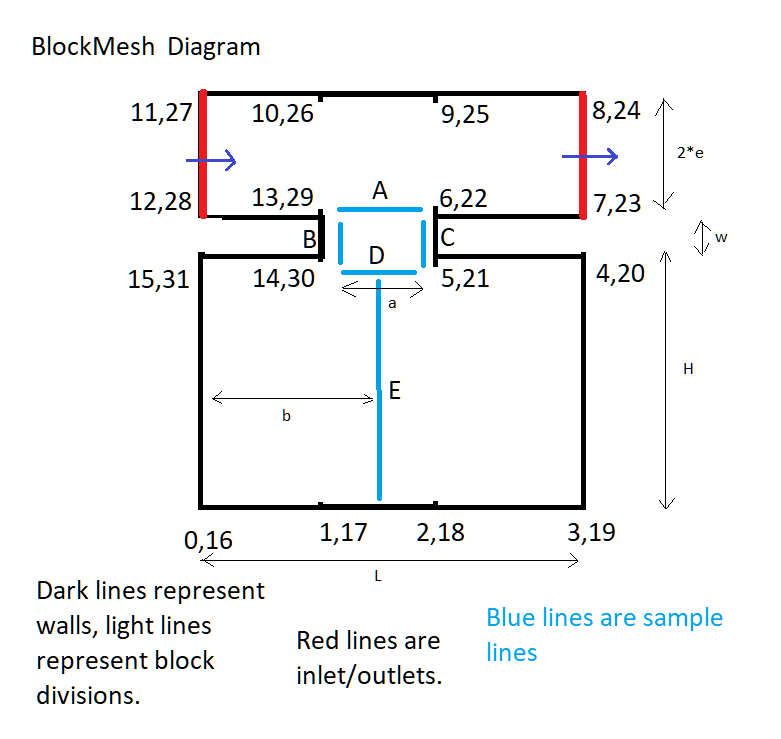 BlockMesh  Diagram
11,27
10,26
9,25
8,24
2*e
12,28
13,29
A
6,22
7,23
B
D
C
w
15,31
14,30
5,21
4,20
a
H
E
b
0,16
1,17
2,18
3,19
L
Dark lines represent
walls, light lines
represent block
divisions.
Red lines are
inlet/outlets.
Blue lines are sample
lines